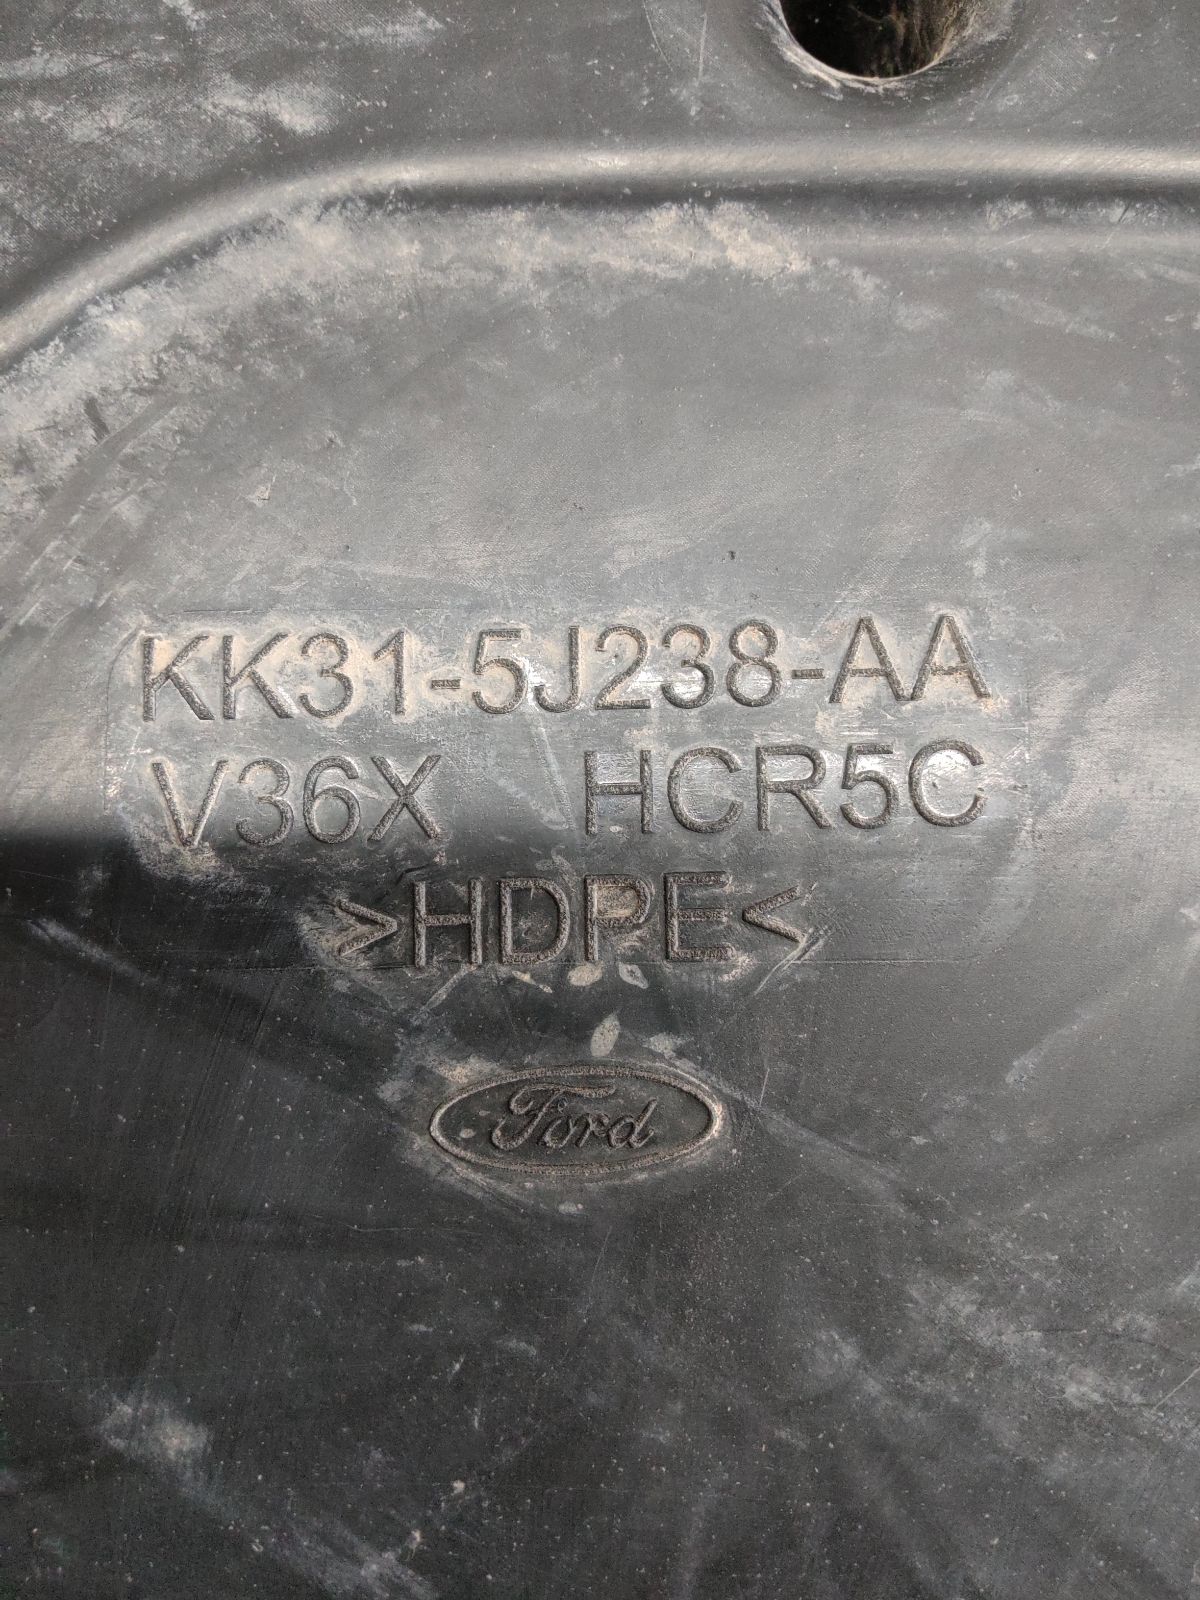 KK31-5J238-AA
V36X HCR5C
>HDPE<
Ford